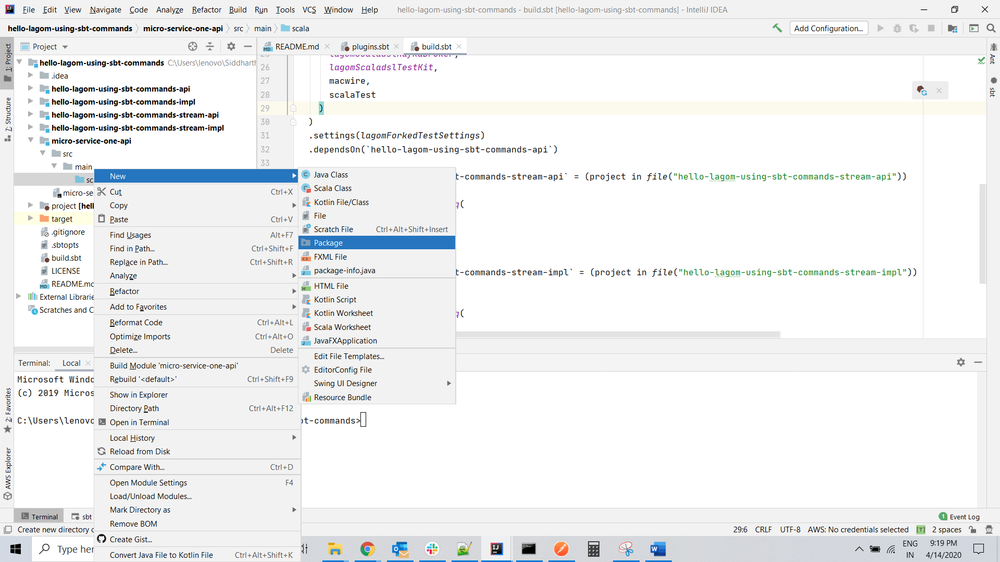 File Edit View Navigate Code Analyze Refactor Build Run Tools VCS Window Help hello-lagom-using-sbt-commands - build.sbt [hello-lagom-using-sbt-commands] - IntelliJ IDEA
hello-lagom-using-sbt-commands micro-service-one-api src main scala Add Configuration...
1: Project
7: Structure
2: Favorites
AWS Explorer
Project
hello-lagom-using-sbt-commands C:\Users\lenovo\Siddharth
.idea
hello-lagom-using-sbt-commands-api
hello-lagom-using-sbt-commands-impl
hello-lagom-using-sbt-commands-stream-api
hello-lagom-using-sbt-commands-stream-impl
micro-service-one-api
src
main
sc
micro-se
project [hell
target
.gitignore
.sbtopts
build.sbt
LICENSE
README.md
External Librarie
Scratches and C
README.md plugins.sbt build.sbt
25 lagomScaladslKafkaBroker,
26 lagomScaladslTestKit,
27 macwire,
28 scalaTest
29 )
30 )
31 .settings(lagomForkedTestSettings)
32 .dependsOn(`hello-lagom-using-sbt-commands-api`)
33
t-commands-stream-api` = (project in file("hello-lagom-using-sbt-commands-stream-api"))
q(
t-commands-stream-impl` = (project in file("hello-lagom-using-sbt-commands-stream-impl"))
q(
Ant
sbt
New
Cut Ctrl+X
Copy
Paste Ctrl+V
Find Usages Alt+F7
Find in Path... Ctrl+Shift+F
Replace in Path... Ctrl+Shift+R
Analyze
Refactor
Add to Favorites
Reformat Code Ctrl+Alt+L
Optimize Imports Ctrl+Alt+O
Delete... Delete
Build Module 'micro-service-one-api'
Rebuild '<default>' Ctrl+Shift+F9
Show in Explorer
Directory Path Ctrl+Alt+F12
Open in Terminal
Local History
Reload from Disk
Compare With... Ctrl+D
Open Module Settings F4
Load/Unload Modules...
Mark Directory as
Remove BOM
Create Gist...
Convert Java File to Kotlin File Ctrl+Alt+Shift+K
Java Class
Scala Class
Kotlin File/Class
File
Scratch File Ctrl+Alt+Shift+Insert
Package
FXML File
package-info.java
HTML File
Kotlin Script
Kotlin Worksheet
Scala Worksheet
JavaFXApplication
Edit File Templates...
EditorConfig File
Swing UI Designer
Resource Bundle
Terminal: Local
Microsoft Windo
(c) 2019 Micros
C:\Users\lenovo bt-commands>
Terminal sbt 1 Event Log
Create new directory o 29:6 CRLF UTF-8 AWS: No credentials selected [T] 2 spaces
Type her ENG IN 9:19 PM 4/14/2020